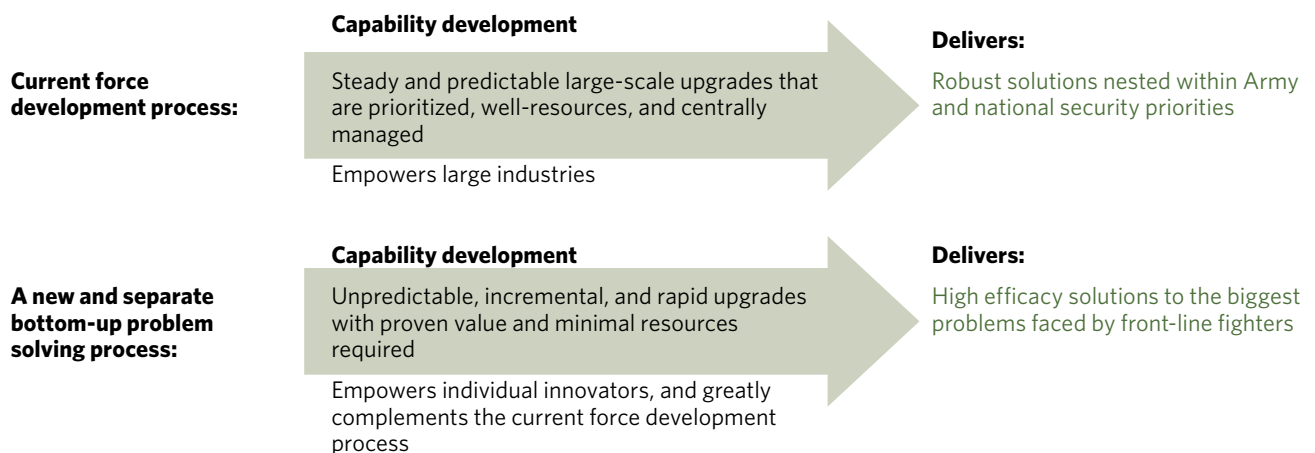 Capability development
Current force
development process:
Steady and predictable large-scale upgrades that
are prioritized, well-resources, and centrally
managed
Empowers large industries
Delivers:
Robust solutions nested within Army
and national security priorities
Capability development
A new and separate
bottom-up problem
solving process:
Unpredictable, incremental, and rapid upgrades
with proven value and minimal resources
required
Empowers individual innovators, and greatly
complements the current force development
process
Delivers:
High efficacy solutions to the biggest
problems faced by front-line fighters